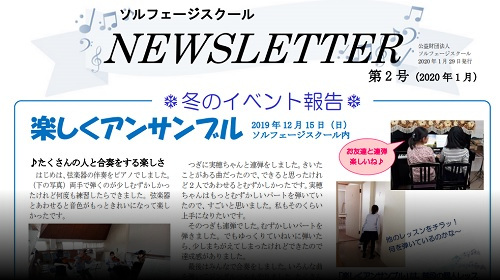 ソルフェージスクール
NEWSLETTER
公益財団法人
ソルフェージスクール
2020年1月29日発行
第2号（2020年1月）
❄冬のイベント報告❄
楽しくアンサンブル
2019年12月15日（日）
ソルフェージスクール内
♪たくさんの人と合奏をする楽しさ
はじめは、弦楽器の伴奏をピアノでしました。
（下の写真）両手で弾くのが少しむずかしかっ
たけれど何度も練習したらできました。弦楽器
とあわせると音色がもっときれいになって楽し
かったです。
つぎに実穂ちゃんと連弾をしました。きいた
ことがある曲だったので、できると思ったけれ
ど2人であわせるとむずかしかったです。実穂
ちゃんはもっとむずかしいパートを弾いていた
ので、すごいと思いました。私もそのくらい
上手になりたいです。
そのつぎも連弾でした。むずかしいパートを
弾きました。でもゆっくりていねいに弾いた
ら、少しまちがえてしまったけれどできたので
達成感がありました。
お友達と連弾
楽しいね♪
他のレッスンをチラッ！
何を弾いているのかな〜